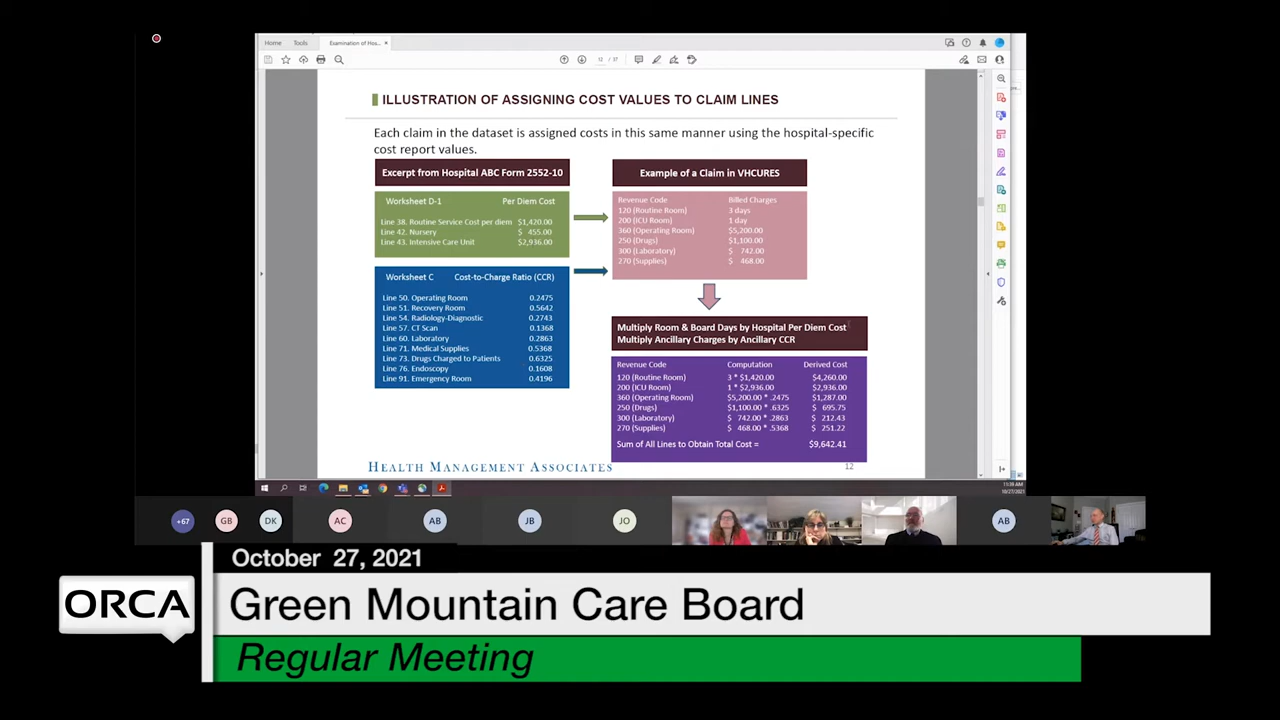 Home Tools Examination of Hos... ×
12 / 37
ILLUSTRATION OF ASSIGNING COST VALUES TO CLAIM LINES
Each claim in the dataset is assigned costs in this same manner using the hospital-specific
cost report values.
Excerpt from Hospital ABC Form 2552-10
Worksheet D-1 Per Diem Cost
Line 38. Routine Service Cost per diem $1,420.00
Line 42. Nursery $ 455.00
Line 43. Intensive Care Unit $2,936.00
Worksheet C Cost-to-Charge Ratio (CCR)
Line 50. Operating Room 0.2475
Line 51. Recovery Room 0.5642
Line 54. Radiology-Diagnostic 0.2743
Line 57. CT Scan 0.1368
Line 60. Laboratory 0.2863
Line 71. Medical Supplies 0.5368
Line 73. Drugs Charged to Patients 0.6325
Line 76. Endoscopy 0.1608
Line 91. Emergency Room 0.4196
Example of a Claim in VHCURES
Revenue Code Billed Charges
120 (Routine Room) 3 days
200 (ICU Room) 1 day
360 (Operating Room) $5,200.00
250 (Drugs) $1,100.00
300 (Laboratory) $ 742.00
270 (Supplies) $ 468.00
Multiply Room & Board Days by Hospital Per Diem Cost
Multiply Ancillary Charges by Ancillary CCR
Revenue Code Computation Derived Cost
120 (Routine Room) 3 * $1,420.00 $4,260.00
200 (ICU Room) 1 * $2,936.00 $2,936.00
360 (Operating Room) $5,200.00 * .2475 $1,287.00
250 (Drugs) $1,100.00 * .6325 $ 695.75
300 (Laboratory) $ 742.00 * .2863 $ 212.43
270 (Supplies) $ 468.00 * .5368 $ 251.22
Sum of All Lines to Obtain Total Cost = $9,642.41
HEALTH MANAGEMENT ASSOCIATES
12
11:39 AM
10/27/2021
+67 GB DK AC AB JB JO AB
October 27, 2021
ORCA
Green Mountain Care Board
Regular Meeting